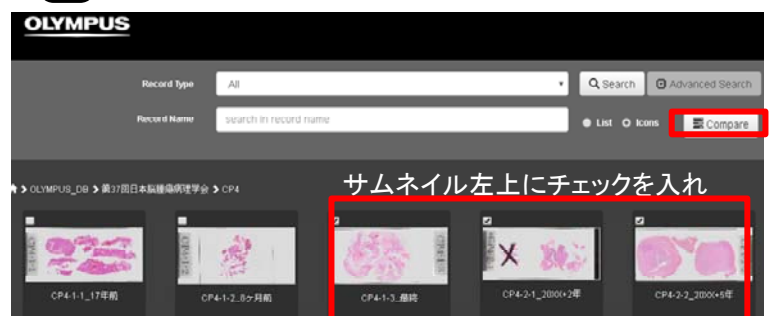 OLYMPUS
Record Type All Search Advanced Search
Record Name search in record name List Icons Compare
サムネイル左上にチェックを入れ
OLYMPUS_DB 第37回日本脳腫瘍病理学会 CP4
CP4-1-1_17年前 CP4-1-2_8ヶ月前 CP4-1-3_最終 CP4-2-1_20XX+2年 CP4-2-2_20XX+5年